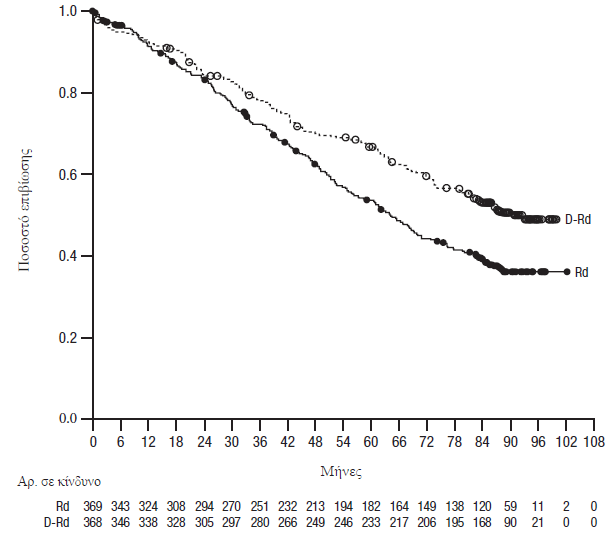 Ποσοστό επιβίωσης
1.0
0.8
0.6
0.4
0.2
0.0
D-Rd
Rd
0 6 12 18 24 30 36 42 48 54 60 66 72 78 84 90 96 102 108
Μήνες
Αρ. σε κίνδυνο
Rd 369 343 324 308 294 270 251 232 213 194 182 164 149 138 120 59 11 2 0
D-Rd 368 346 338 328 305 297 280 266 249 246 233 217 206 195 168 90 21 0 0